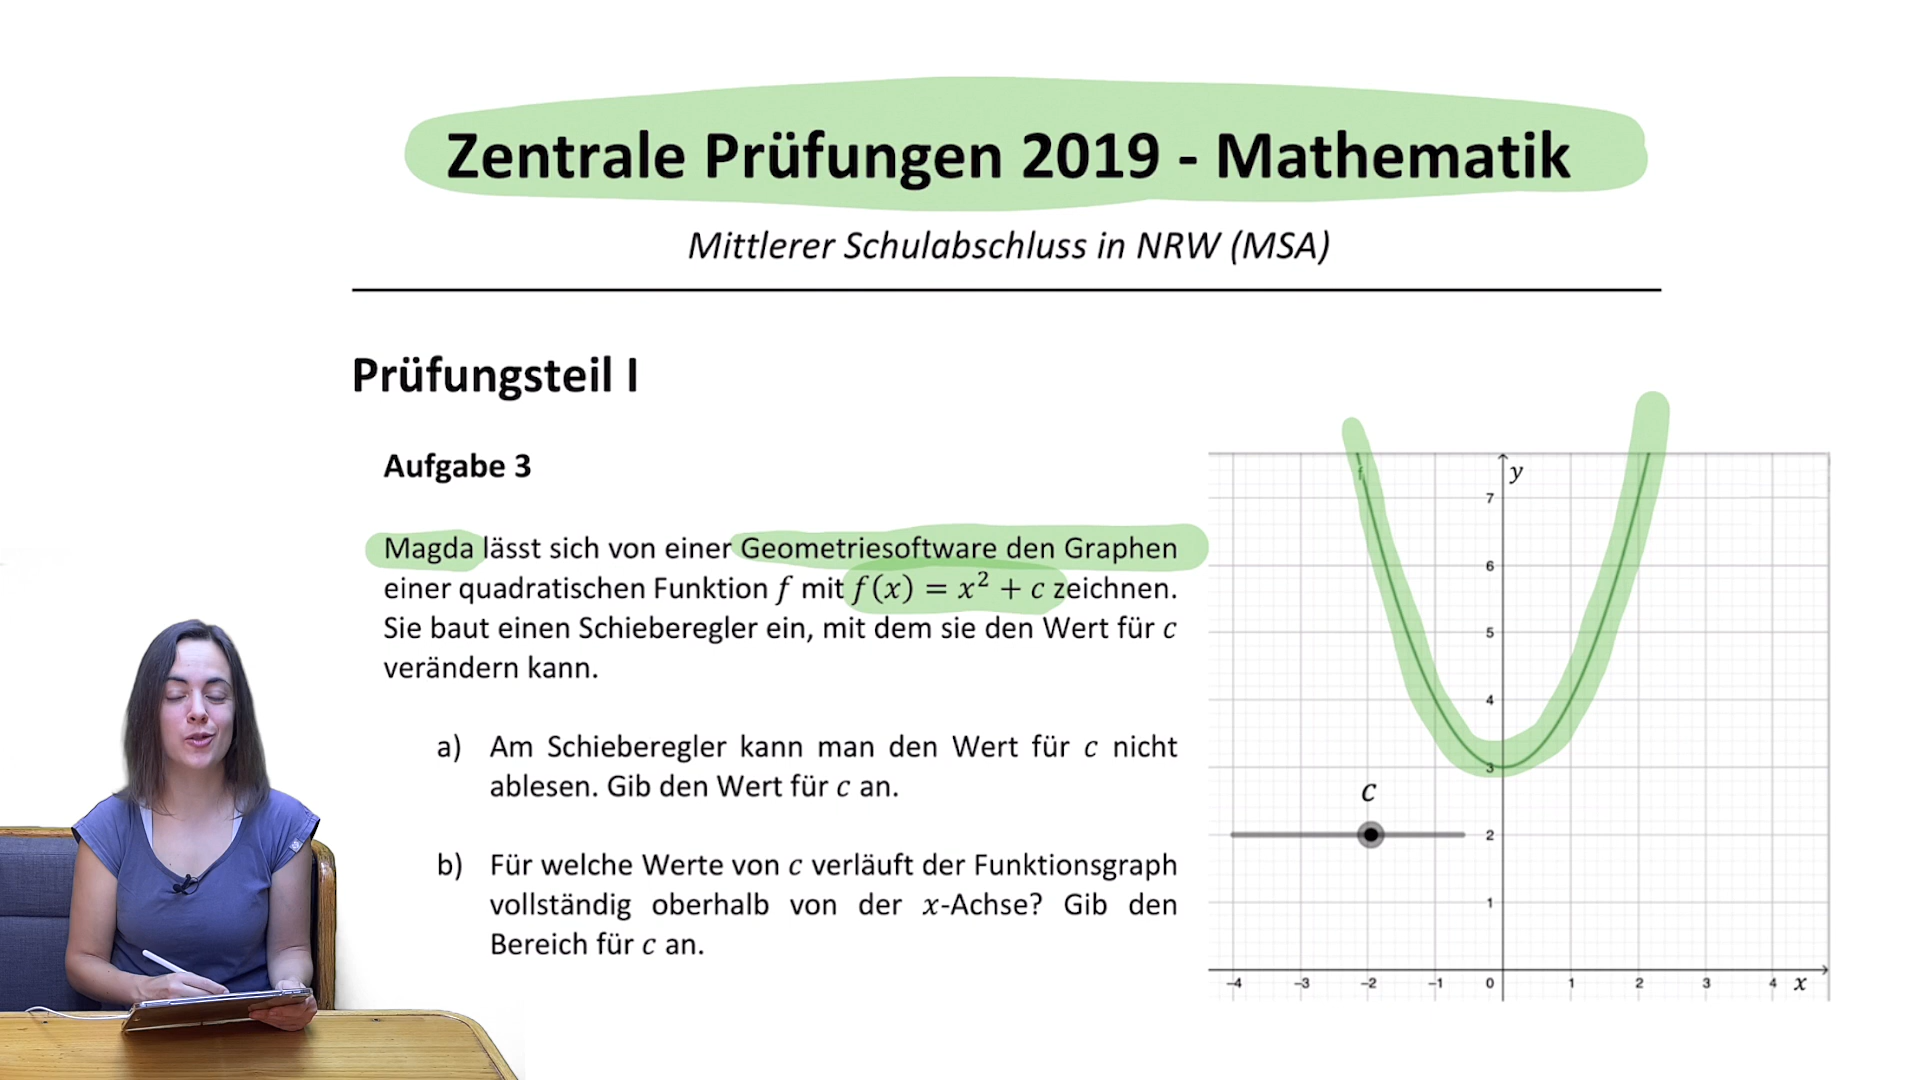 Zentrale Prüfungen 2019 - Mathematik
Mittlerer Schulabschluss in NRW (MSA)
Prüfungsteil I
Aufgabe 3
Magda lässt sich von einer Geometriesoftware den Graphen
einer quadratischen Funktion f mit f(x) = x² + c zeichnen.
Sie baut einen Schieberegler ein, mit dem sie den Wert für c
verändern kann.
a) Am Schieberegler kann man den Wert für c nicht
ablesen. Gib den Wert für c an.
b) Für welche Werte von c verläuft der Funktionsgraph
vollständig oberhalb von der x-Achse? Gib den
Bereich für c an.
f
y
7
6
5
4
3
c
2
1
-4 -3 -2 -1 0 1 2 3 4 x